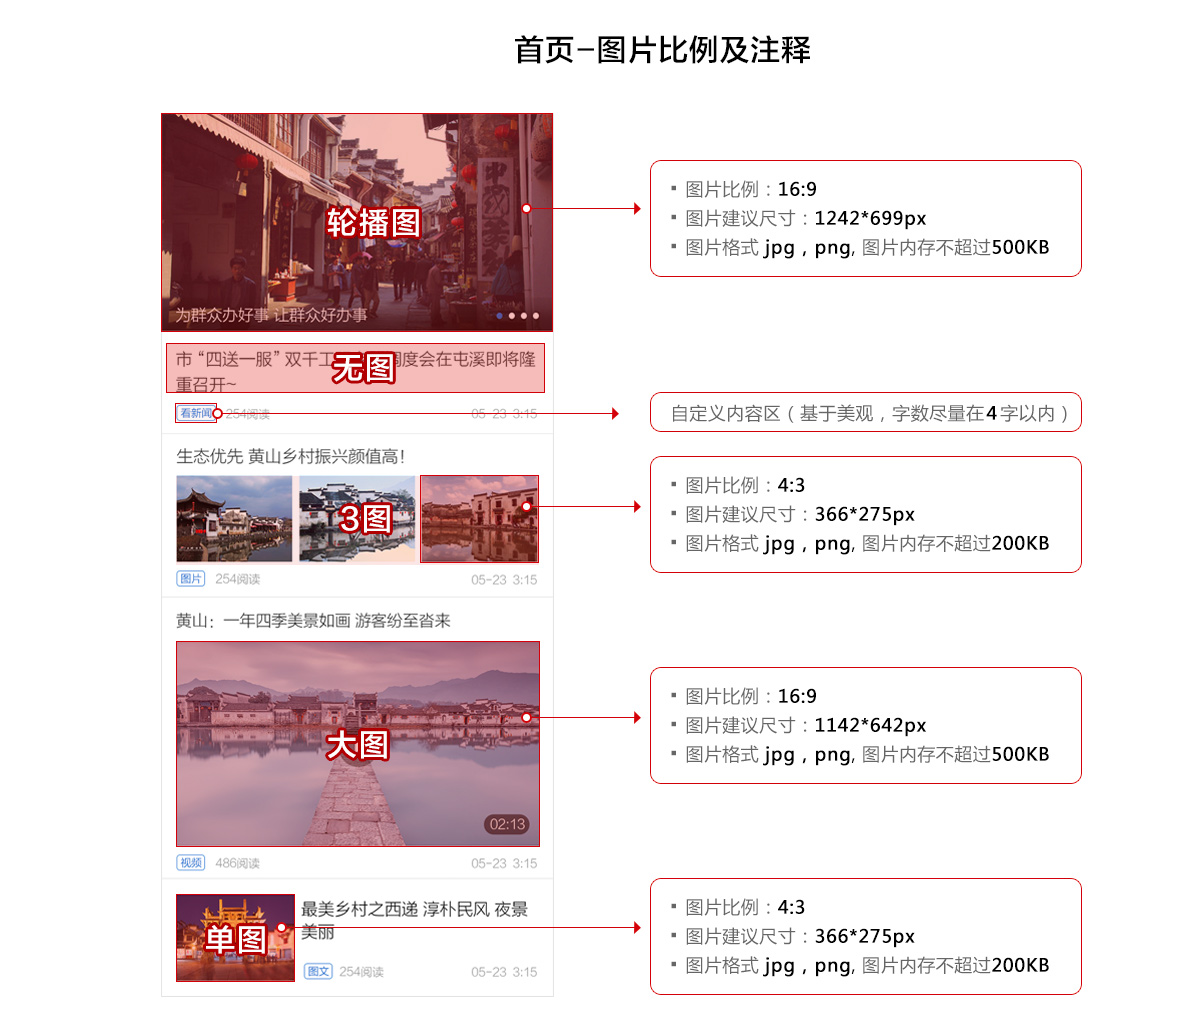 首页-图片比例及注释
轮播图
为群众办好事 让群众好办事
▪ 图片比例：16:9
▪ 图片建议尺寸：1242*699px
▪ 图片格式 jpg，png, 图片内存不超过500KB
市“四送一服”双千工 调度会在屯溪即将隆
重召开~
无图
看新闻 254阅读 05-23 3:15
自定义内容区（基于美观，字数尽量在4字以内）
生态优先 黄山乡村振兴颜值高！
3图
图片 254阅读 05-23 3:15
▪ 图片比例：4:3
▪ 图片建议尺寸：366*275px
▪ 图片格式 jpg，png, 图片内存不超过200KB
黄山：一年四季美景如画 游客纷至沓来
大图
02:13
视频 486阅读 05-23 3:15
▪ 图片比例：16:9
▪ 图片建议尺寸：1142*642px
▪ 图片格式 jpg，png, 图片内存不超过500KB
单图
最美乡村之西递 淳朴民风 夜景
美丽
图文 254阅读 05-23 3:15
▪ 图片比例：4:3
▪ 图片建议尺寸：366*275px
▪ 图片格式 jpg，png, 图片内存不超过200KB